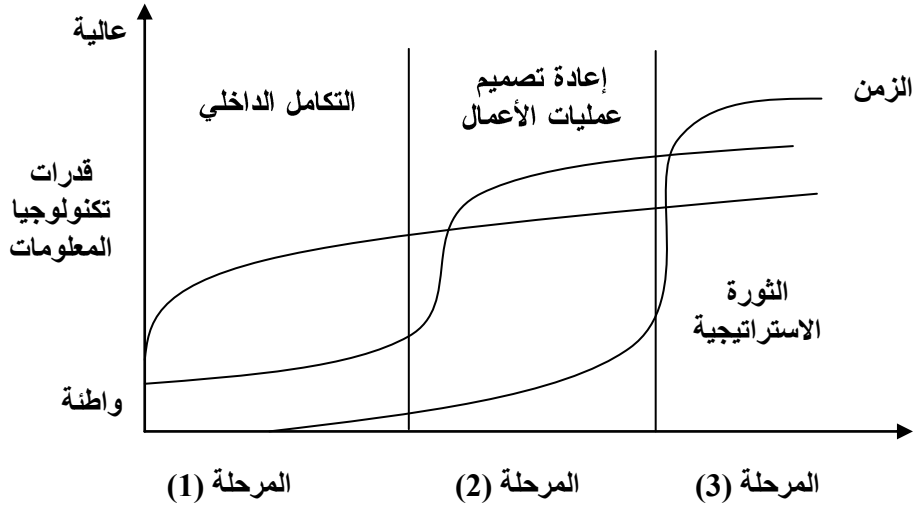 عالية
التكامل الداخلي
إعادة تصميم
عمليات الأعمال
الزمن
قدرات
تكنولوجيا
المعلومات
الثورة
الاستراتيجية
واطئة
المرحلة (1)
المرحلة (2)
المرحلة (3)